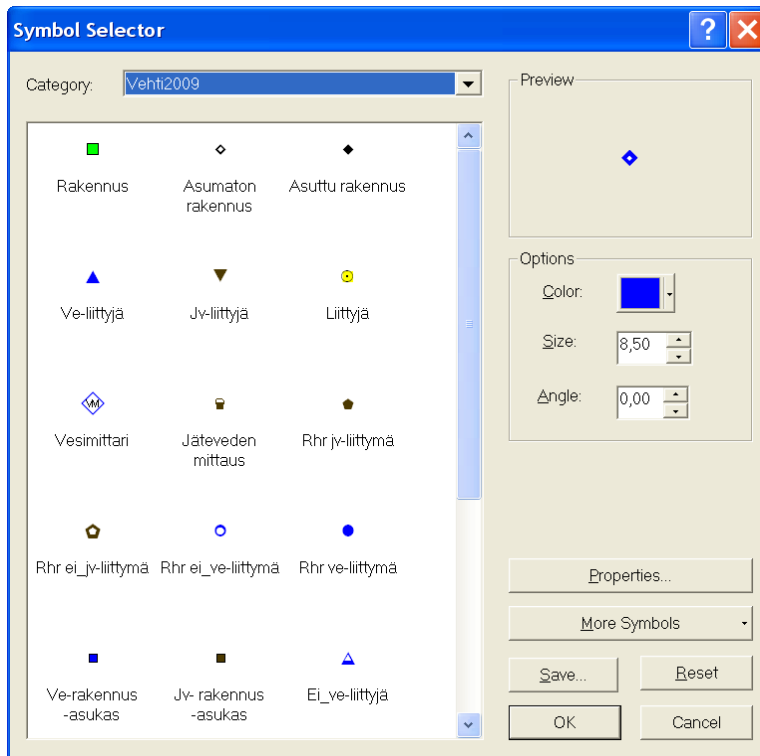 Symbol Selector
Category: Vehti2009
Rakennus
Asumaton
rakennus
Asuttu rakennus
Ve-liittyjä
Jv-liittyjä
Liittyjä
VM
Vesimittari
Jäteveden
mittaus
Rhr jv-liittymä
Rhr ei_jv-liittymä
Rhr ei_ve-liittymä
Rhr ve-liittymä
Ve-rakennus
-asukas
Jv- rakennus
-asukas
Ei_ve-liittyjä
Preview
Options
Color:
Size: 8,50
Angle: 0,00
Properties...
More Symbols
Save...
Reset
OK
Cancel